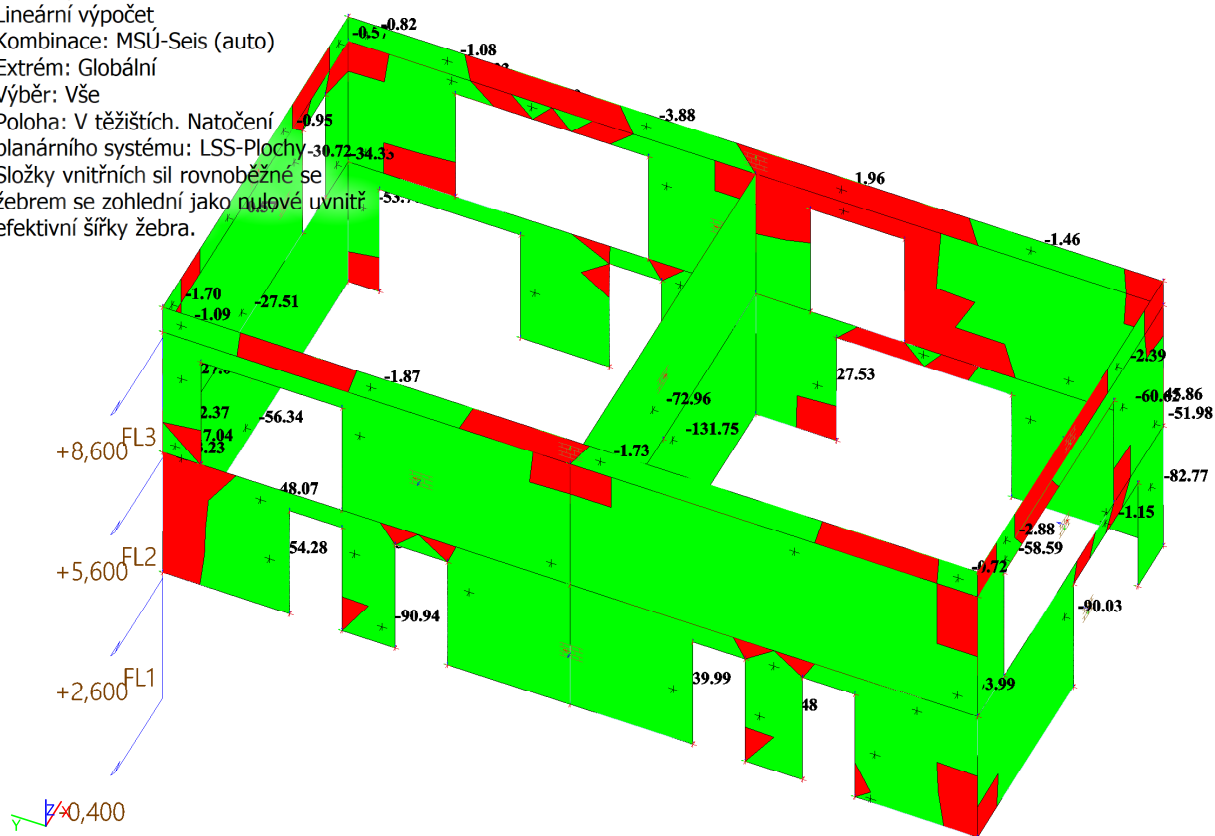 Lineární výpočet
Kombinace: MSÚ-Seis (auto)
Extrém: Globální
Výběr: Vše
Poloha: V těžištích. Natočení
planárního systému: LSS-Plochy
Složky vnitřních sil rovnoběžné se
žebrem se zohlední jako nulové uvnitř
efektivní šířky žebra.
-0.82
-1.08
-3.88
-0.95
-30.72
-34.33
1.96
-1.46
-1.70
-27.51
-1.09
-1.87
-2.39
27.53
-72.96
-51.98
2.37
-56.34
7.04
-131.75
-1.73
FL3
+8,600
-82.77
48.07
-1.15
-2.88
54.28
-58.59
-0.72
FL2
+5,600
-90.94
-90.03
39.99
3.99
48
FL1
+2,600
Z
X
-0,400
Y